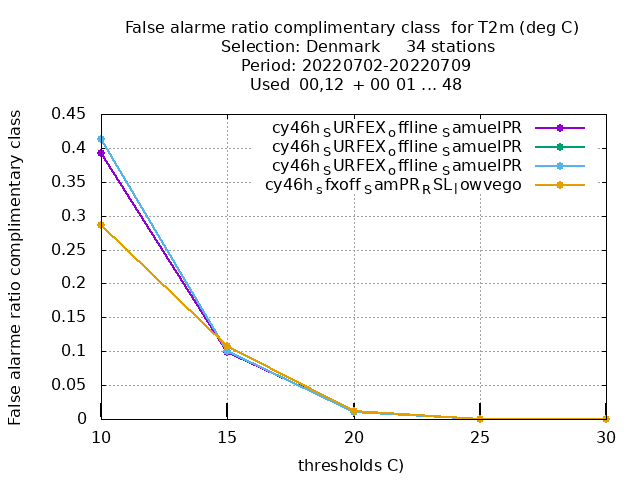 False alarme ratio complimentary class  for T2m (deg C)
Selection: Denmark     34 stations
Period: 20220702-20220709
Used  00,12  + 00 01 ... 48
False alarme ratio complimentary class
0.45
0.4
0.35
0.3
0.25
0.2
0.15
0.1
0.05
0
cy46h_SURFEX_offline_SamuelPR
cy46h_SURFEX_offline_SamuelPR
cy46h_SURFEX_offline_SamuelPR
cy46h_sfxoff_SamPR_RSL_lowvego
10 15 20 25 30
thresholds C)